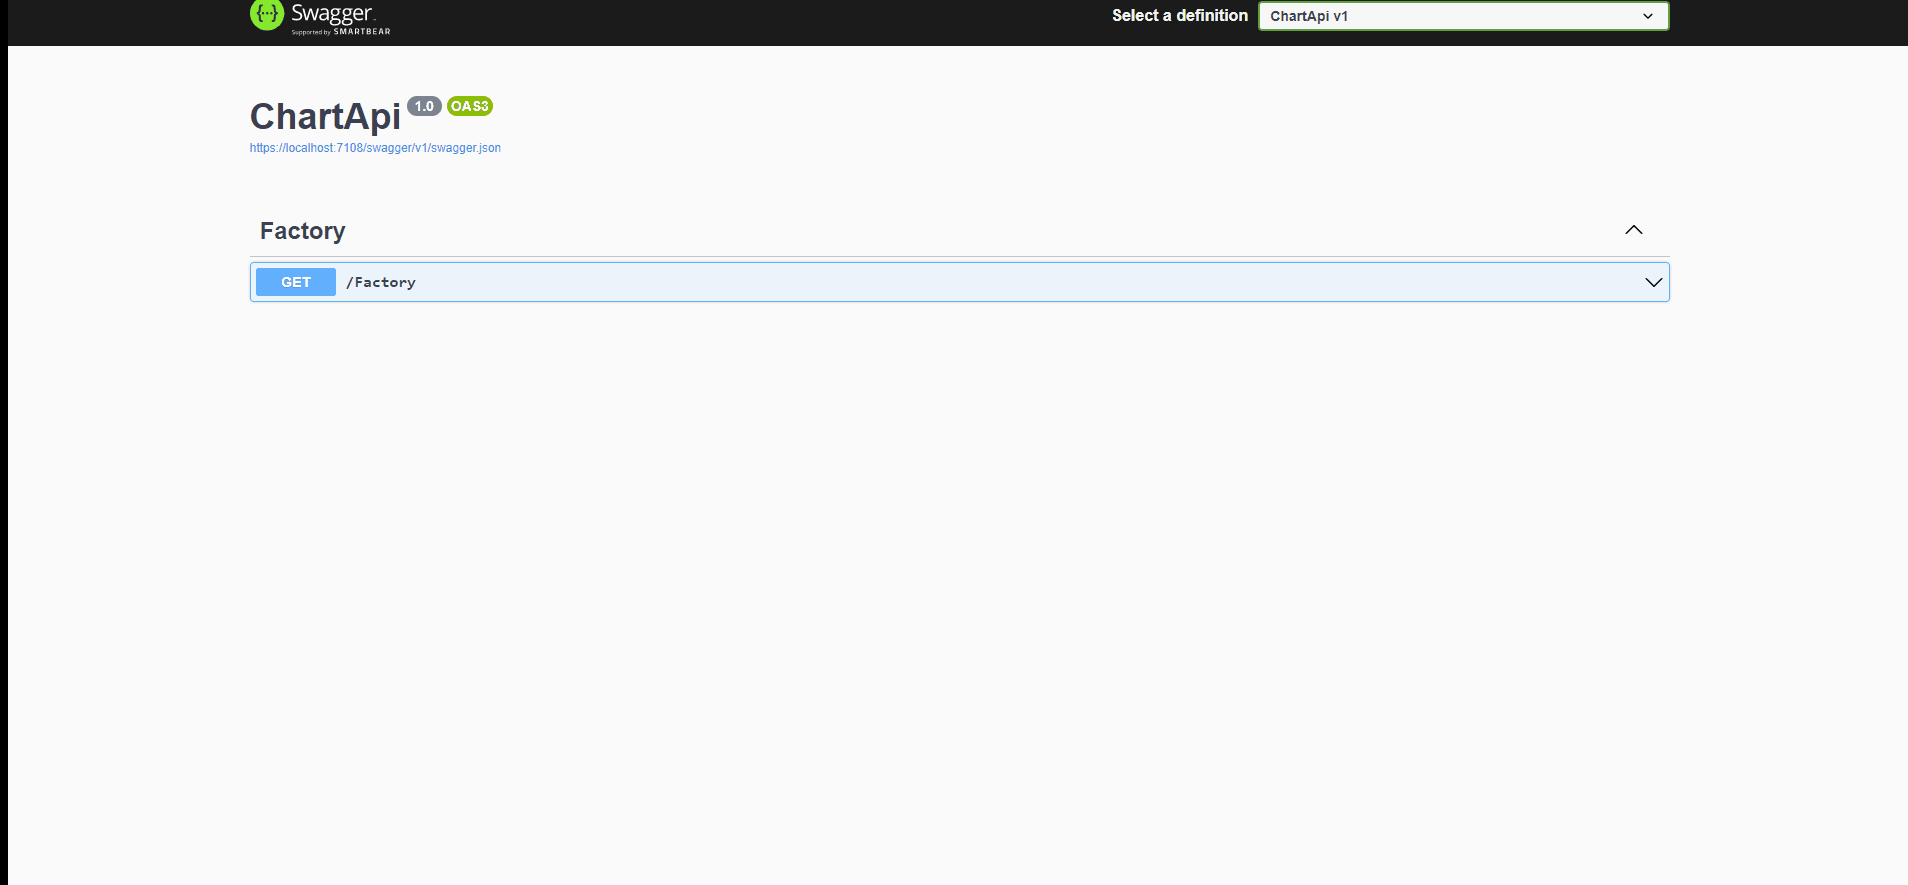 {···} Swagger
Supported by SMARTBEAR
Select a definition
ChartApi v1
ChartApi 1.0 OAS3
https://localhost:7108/swagger/v1/swagger.json
Factory
GET /Factory